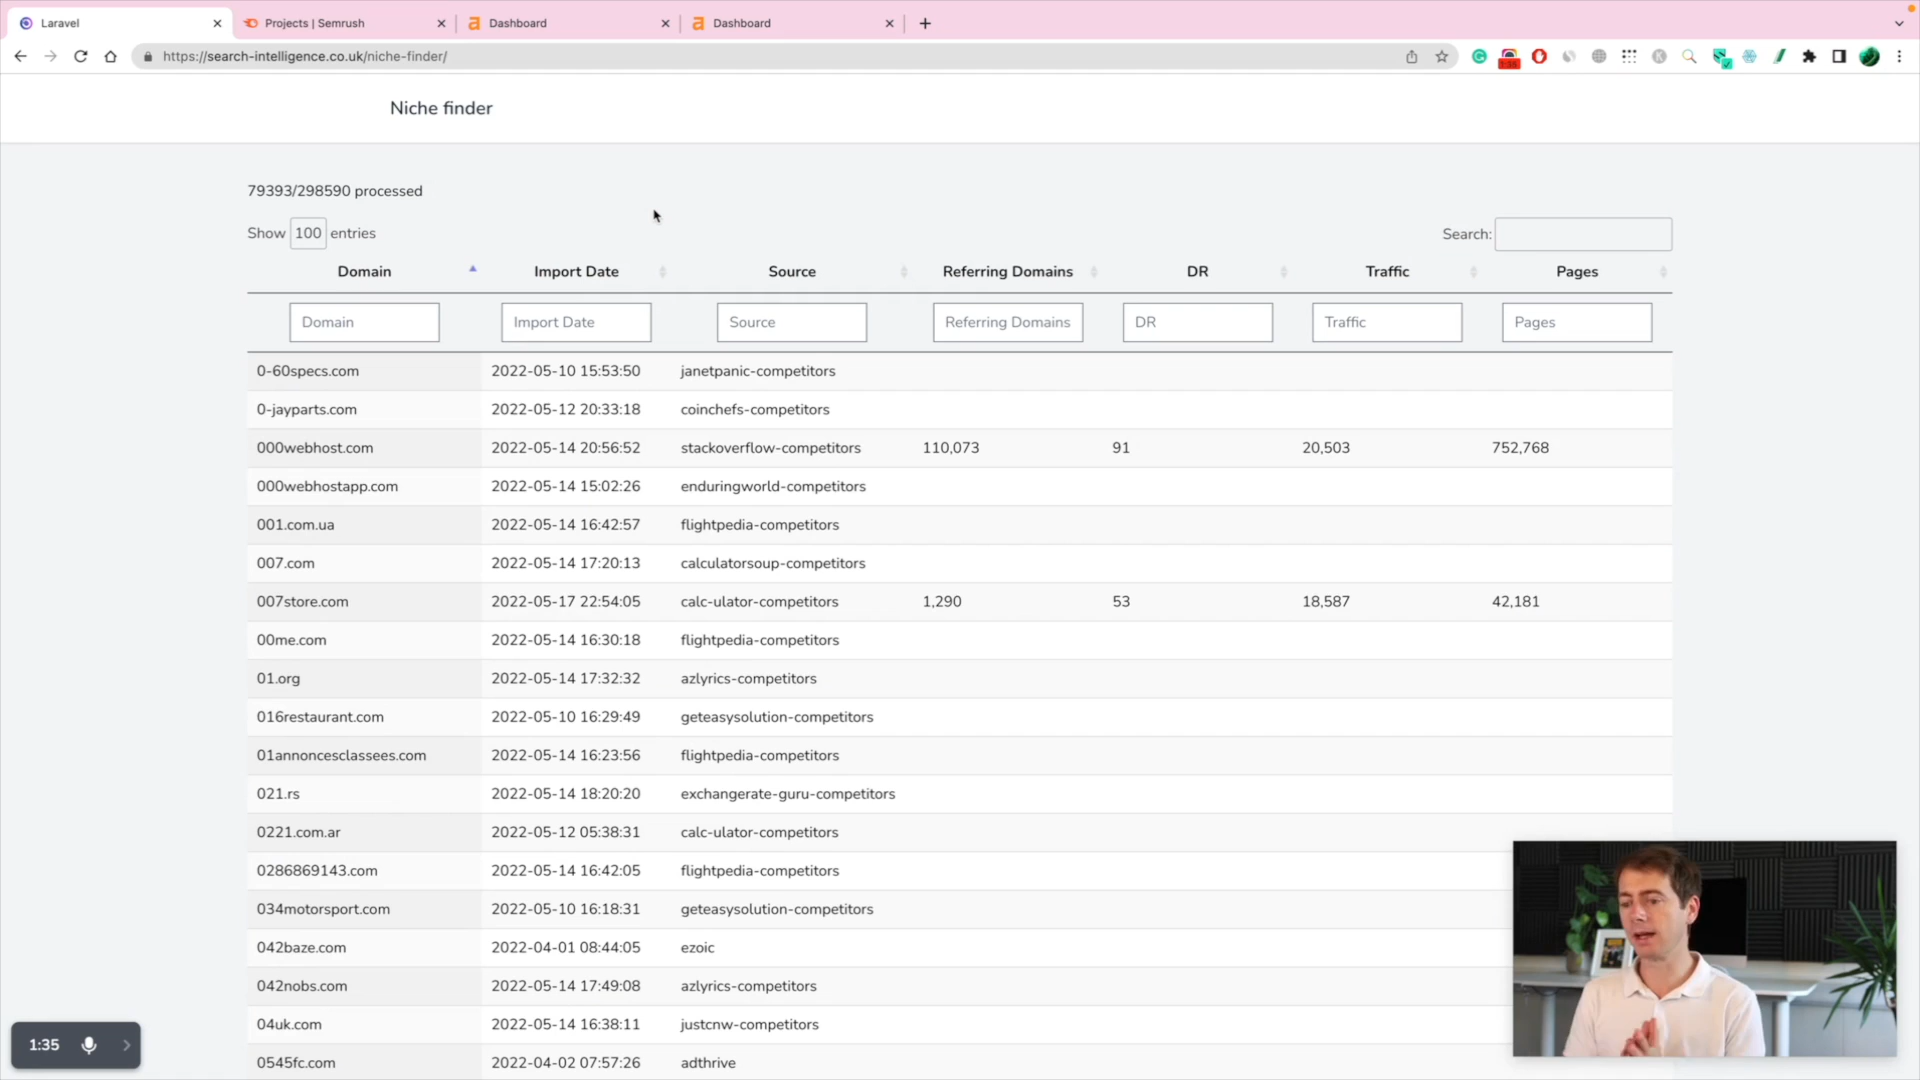 Laravel
Projects | Semrush
Dashboard
Dashboard
https://search-intelligence.co.uk/niche-finder/
1:35
Niche finder
79393/298590 processed
Show 100 entries
Search:
Domain Import Date Source Referring Domains DR Traffic Pages
Domain Import Date Source Referring Domains DR Traffic Pages
0-60specs.com 2022-05-10 15:53:50 janetpanic-competitors
0-jayparts.com 2022-05-12 20:33:18 coinchefs-competitors
000webhost.com 2022-05-14 20:56:52 stackoverflow-competitors 110,073 91 20,503 752,768
000webhostapp.com 2022-05-14 15:02:26 enduringworld-competitors
001.com.ua 2022-05-14 16:42:57 flightpedia-competitors
007.com 2022-05-14 17:20:13 calculatorsoup-competitors
007store.com 2022-05-17 22:54:05 calc-ulator-competitors 1,290 53 18,587 42,181
00me.com 2022-05-14 16:30:18 flightpedia-competitors
01.org 2022-05-14 17:32:32 azlyrics-competitors
016restaurant.com 2022-05-10 16:29:49 geteasysolution-competitors
01annoncesclassees.com 2022-05-14 16:23:56 flightpedia-competitors
021.rs 2022-05-14 18:20:20 exchangerate-guru-competitors
0221.com.ar 2022-05-12 05:38:31 calc-ulator-competitors
0286869143.com 2022-05-14 16:42:05 flightpedia-competitors
034motorsport.com 2022-05-10 16:18:31 geteasysolution-competitors
042baze.com 2022-04-01 08:44:05 ezoic
042nobs.com 2022-05-14 17:49:08 azlyrics-competitors
04uk.com 2022-05-14 16:38:11 justcnw-competitors
0545fc.com 2022-04-02 07:57:26 adthrive
1:35